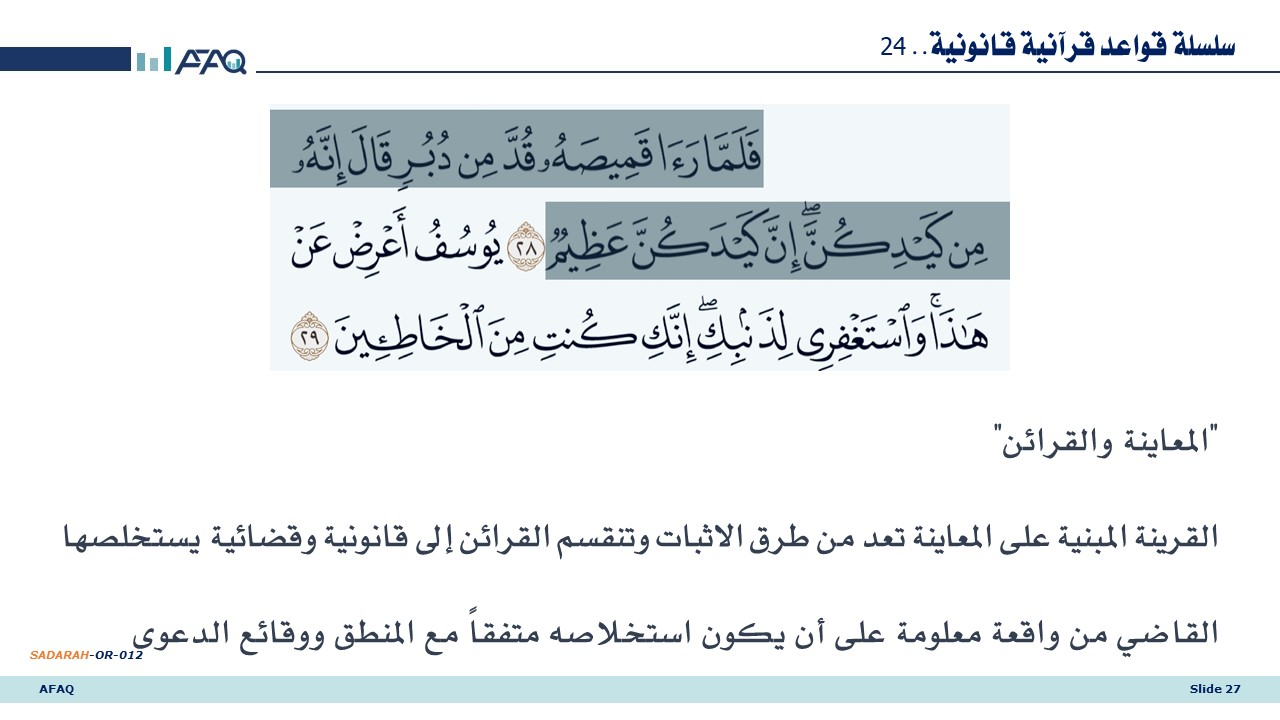 سلسلة قواعد قرآنية قانونية..24
AFAQ
فَلَمَّا رَءَا قَمِيصَهُۥ قُدَّ مِن دُبُرٍ قَالَ إِنَّهُۥ
مِن كَيْدِكُنَّ ۖ إِنَّ كَيْدَكُنَّ عَظِيمٌ ٢٨ يُوسُفُ أَعْرِضْ عَنْ
هَٰذَا ۚ وَٱسْتَغْفِرِى لِذَنۢبِكِ ۖ إِنَّكِ كُنتِ مِنَ ٱلْخَاطِـِٔينَ ٢٩
"المعاينة والقرائن"
القرينة المبنية على المعاينة تعد من طرق الاثبات وتنقسم القرائن إلى قانونية وقضائية يستخلصها
القاضي من واقعة معلومة على أن يكون استخلاصه متفقاً مع المنطق ووقائع الدعوى
SADARAH-OR-012
AFAQ
Slide 27